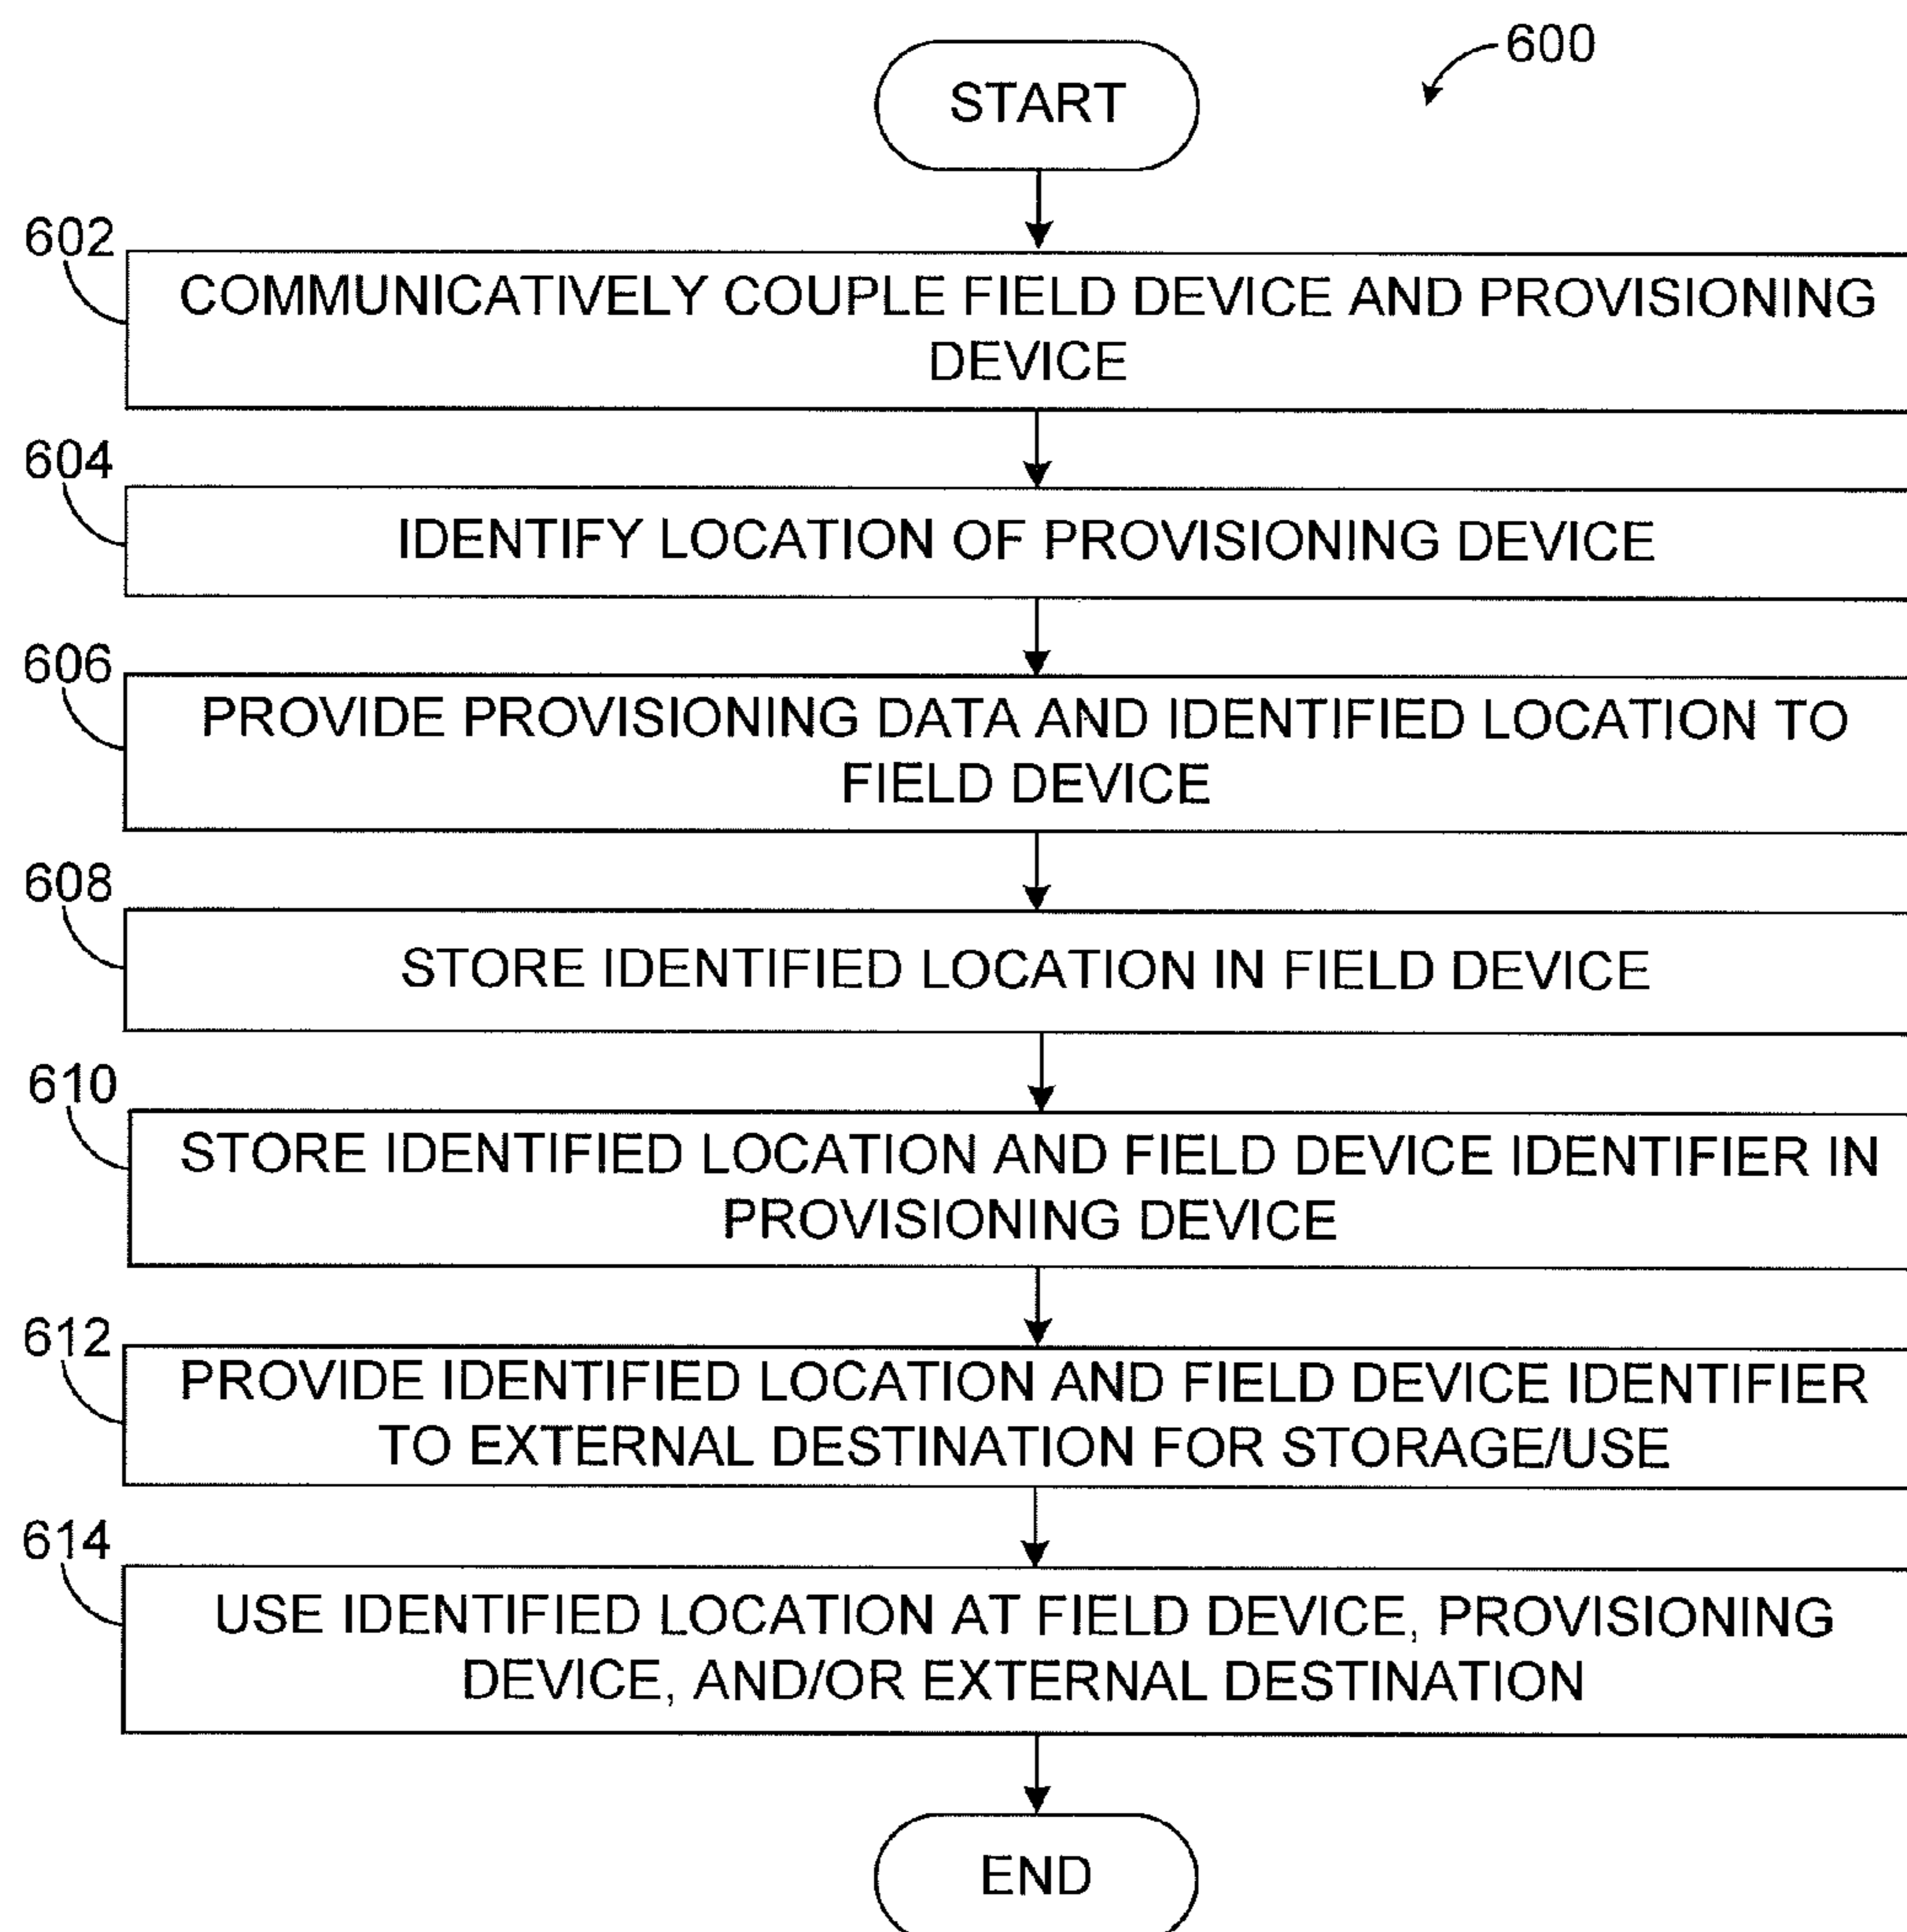 600
START
602
COMMUNICATIVELY COUPLE FIELD DEVICE AND PROVISIONING
DEVICE
604
IDENTIFY LOCATION OF PROVISIONING DEVICE
606
PROVIDE PROVISIONING DATA AND IDENTIFIED LOCATION TO
FIELD DEVICE
608
STORE IDENTIFIED LOCATION IN FIELD DEVICE
610
STORE IDENTIFIED LOCATION AND FIELD DEVICE IDENTIFIER IN
PROVISIONING DEVICE
612
PROVIDE IDENTIFIED LOCATION AND FIELD DEVICE IDENTIFIER
TO EXTERNAL DESTINATION FOR STORAGE/USE
614
USE IDENTIFIED LOCATION AT FIELD DEVICE, PROVISIONING
DEVICE, AND/OR EXTERNAL DESTINATION
END